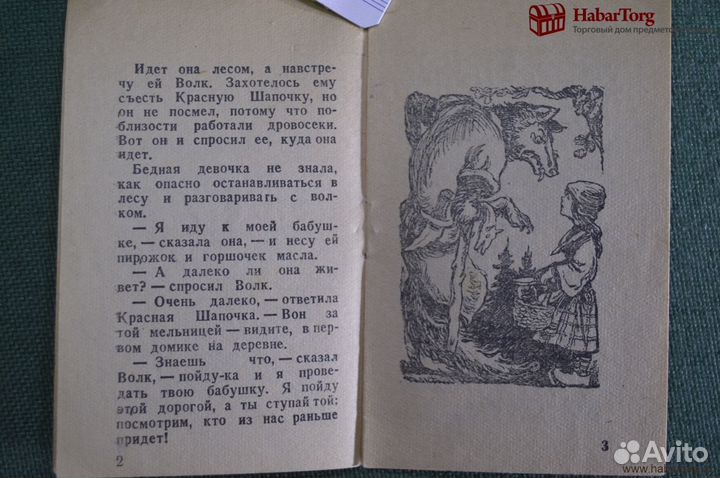 HabarTorg
Идет она лесом, а навстре-
чу ей Волк. Захотелось ему
съесть Красную Шапочку, но
он не посмел, потому что по-
близости работали дровосеки.
Вот он и спросил ее, куда она
идет.
Бедная девочка не знала,
как опасно останавливаться в
лесу и разговаривать с вол-
ком.
— Я иду к моей бабуш-
ке, — сказала она, — и несу ей
пирожок и горшочек масла.
— А далеко ли она жи-
вет? — спросил Волк.
— Очень далеко, — ответила
Красная Шапочка. — Вон за
той мельницей — видите, в пер-
вом домике на деревне.
— Знаешь что, — сказал
Волк, — пойду-ка и я прове-
дать твою бабушку. Я пойду
этой дорогой, а ты ступай той:
посмотрим, кто из нас раньше
придет!
2
3
Avito